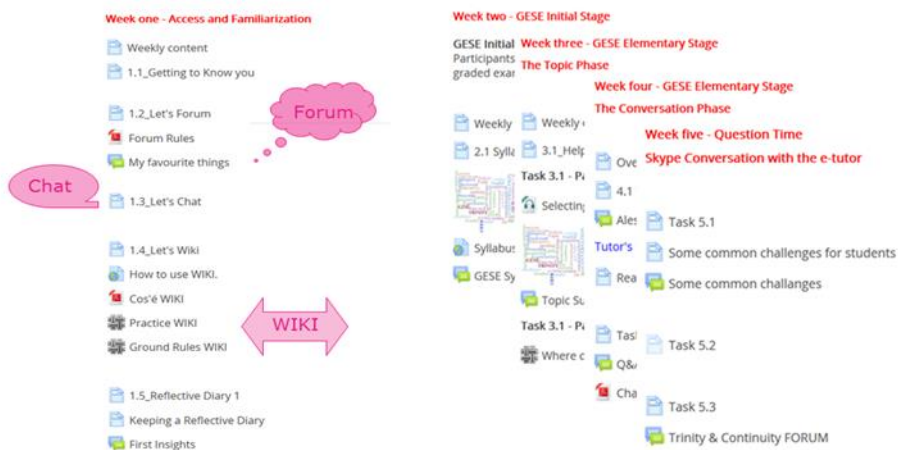 Week one - Access and Familiarization
Weekly content
1.1_Getting to Know you
Forum
1.2_Let's Forum
Forum Rules
My favourite things
Chat
1.3_Let's Chat
1.4_Let's Wiki
How to use WIKI.
Cos'é WIKI
Practice WIKI
WIKI
Ground Rules WIKI
1.5_Reflective Diary 1
Keeping a Reflective Diary
First Insights
Week two - GESE Initial Stage
GESE Initial
Participants
graded exar
Weekly
2.1 Sylla
Syllabus
GESE Sy
Week three - GESE Elementary Stage
The Topic Phase
Weekly
3.1_Help
Task 3.1 - Pa
Selecting
Topic Su
Task 3.1 - Pa
Where c
Week four - GESE Elementary Stage
The Conversation Phase
Ove
4.1
Ales
Tutor's
Rea
Task
Q&A
Cha
Week five - Question Time
Skype Conversation with the e-tutor
Task 5.1
Some common challenges for students
Some common challanges
Task 5.2
Task 5.3
Trinity & Continuity FORUM